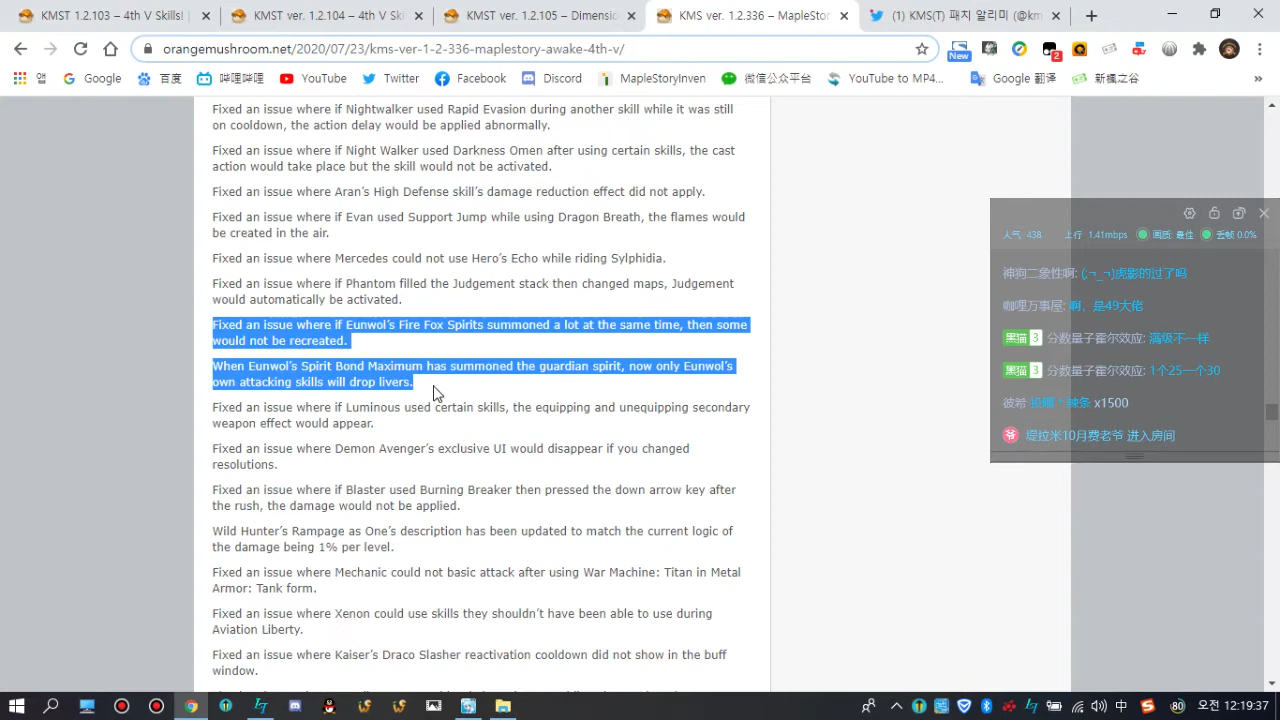 KMST 1.2.103 – 4th V Skills! |
KMST ver. 1.2.104 – 4th V Sk
KMST ver. 1.2.105 – Dimensio
KMS ver. 1.2.336 – MapleStor
(1) KMS(T) 패치 알리미 (@km
orangemushroom.net/2020/07/23/kms-ver-1-2-336-maplestory-awake-4th-v/
New
2
앱
Google
百度
哔哩哔哩
YouTube
Twitter
Facebook
Discord
MapleStoryInven
微信公众平台
YouTube to MP4...
Google 翻译
新楓之谷
»
Fixed an issue where if Nightwalker used Rapid Evasion during another skill while it was still
on cooldown, the action delay would be applied abnormally.
Fixed an issue where if Night Walker used Darkness Omen after using certain skills, the cast
action would take place but the skill would not be activated.
Fixed an issue where Aran's High Defense skill's damage reduction effect did not apply.
Fixed an issue where if Evan used Support Jump while using Dragon Breath, the flames would
be created in the air.
Fixed an issue where Mercedes could not use Hero's Echo while riding Sylphidia.
Fixed an issue where if Phantom filled the Judgement stack then changed maps, Judgement
would automatically be activated.
Fixed an issue where if Eunwol's Fire Fox Spirits summoned a lot at the same time, then some
would not be recreated.
When Eunwol's Spirit Bond Maximum has summoned the guardian spirit, now only Eunwol's
own attacking skills will drop livers.
Fixed an issue where if Luminous used certain skills, the equipping and unequipping secondary
weapon effect would appear.
Fixed an issue where Demon Avenger's exclusive UI would disappear if you changed
resolutions.
Fixed an issue where if Blaster used Burning Breaker then pressed the down arrow key after
the rush, the damage would not be applied.
Wild Hunter's Rampage as One's description has been updated to match the current logic of
the damage being 1% per level.
Fixed an issue where Mechanic could not basic attack after using War Machine: Titan in Metal
Armor: Tank form.
Fixed an issue where Xenon could use skills they shouldn't have been able to use during
Aviation Liberty.
Fixed an issue where Kaiser's Draco Slasher reactivation cooldown did not show in the buff
window.
人气 438 上行 1.41mbps 画质: 最佳 丢帧 0.0%
神狗二象性啊: (;¬_¬)虎影的过了吗
咖哩万事屋: 啊，是49大佬
黑猫 3 分数量子霍尔效应: 满级不一样
黑猫 3 分数量子霍尔效应: 1个25一个30
彼希 投喂 辣条 x1500
爷 堤拉米10月费老爷 进入房间
中
80
오전 12:19:37